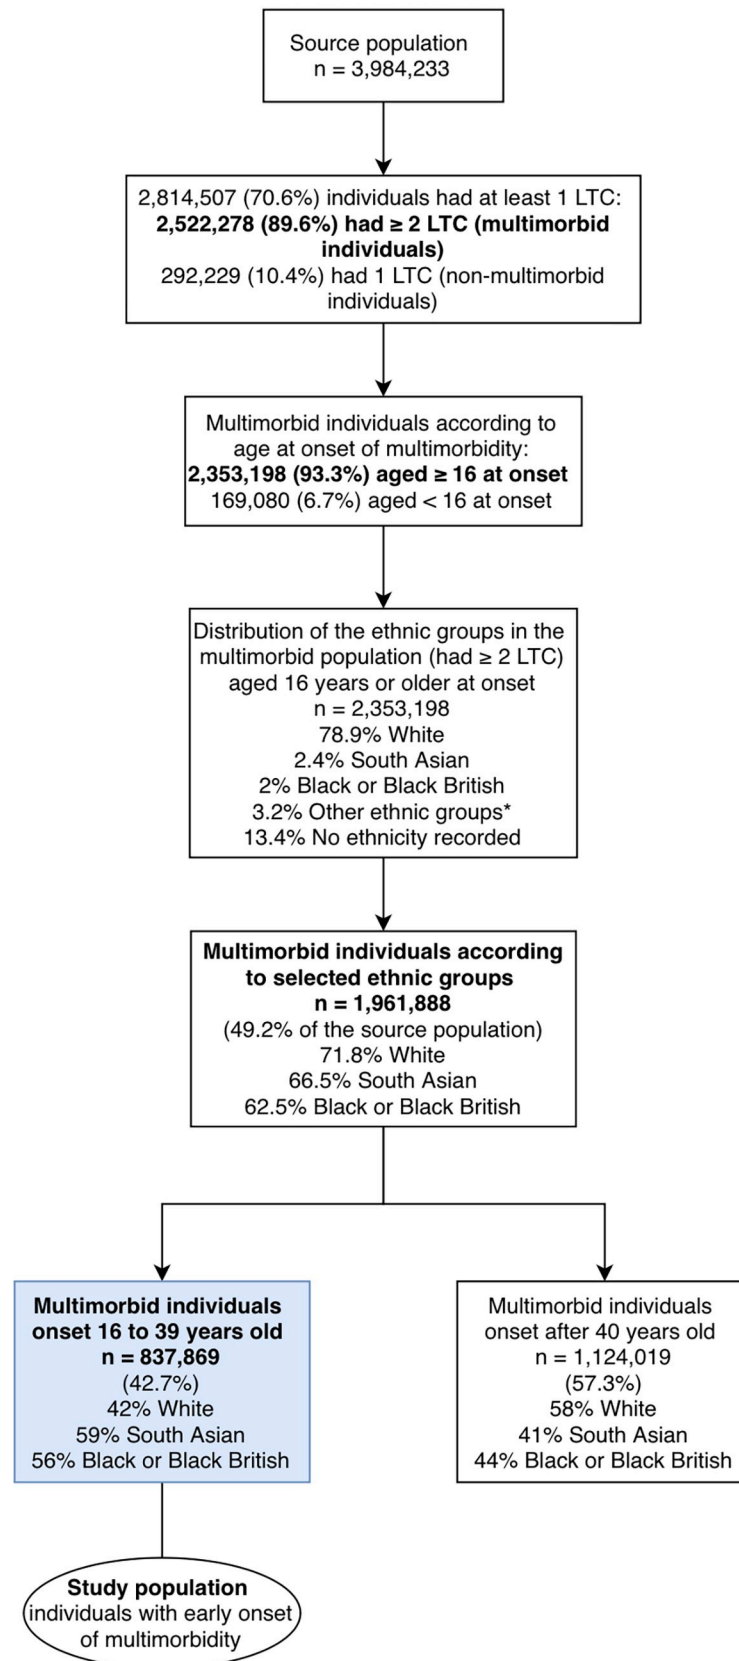 Source population
n = 3,984,233
2,814,507 (70.6%) individuals had at least 1 LTC:
2,522,278 (89.6%) had ≥ 2 LTC (multimorbid
individuals)
292,229 (10.4%) had 1 LTC (non-multimorbid
individuals)
Multimorbid individuals according to
age at onset of multimorbidity:
2,353,198 (93.3%) aged ≥ 16 at onset
169,080 (6.7%) aged < 16 at onset
Distribution of the ethnic groups in the
multimorbid population (had ≥ 2 LTC)
aged 16 years or older at onset
n = 2,353,198
78.9% White
2.4% South Asian
2% Black or Black British
3.2% Other ethnic groups*
13.4% No ethnicity recorded
Multimorbid individuals according
to selected ethnic groups
n = 1,961,888
(49.2% of the source population)
71.8% White
66.5% South Asian
62.5% Black or Black British
Multimorbid individuals
onset 16 to 39 years old
n = 837,869
(42.7%)
42% White
59% South Asian
56% Black or Black British
Multimorbid individuals
onset after 40 years old
n = 1,124,019
(57.3%)
58% White
41% South Asian
44% Black or Black British
Study population
individuals with early onset
of multimorbidity